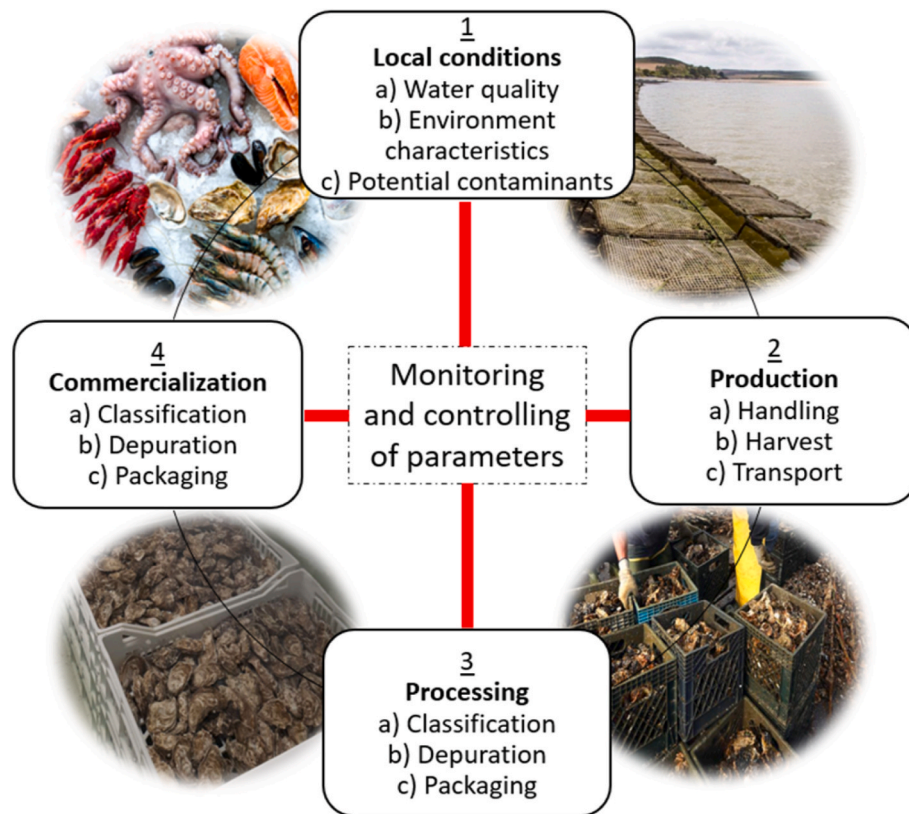 1
Local conditions
a) Water quality
b) Environment
characteristics
c) Potential contaminants
4
Commercialization
a) Classification
b) Depuration
c) Packaging
Monitoring
and controlling
of parameters
2
Production
a) Handling
b) Harvest
c) Transport
3
Processing
a) Classification
b) Depuration
c) Packaging